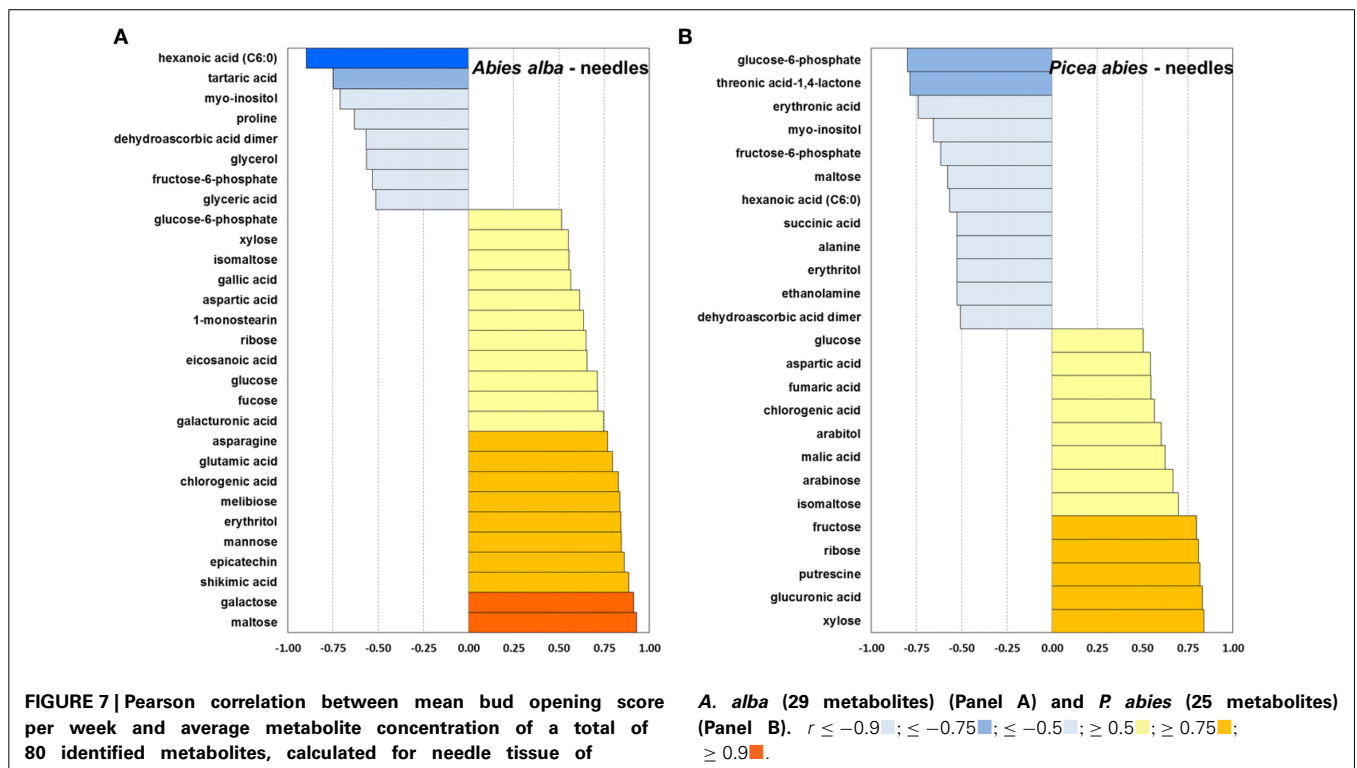 A
hexanoic acid (C6:0)
tartaric acid
myo-inositol
proline
dehydroascorbic acid dimer
glycerol
fructose-6-phosphate
glyceric acid
glucose-6-phosphate
xylose
isomaltose
gallic acid
aspartic acid
1-monostearin
ribose
eicosanoic acid
glucose
fucose
galacturonic acid
asparagine
glutamic acid
chlorogenic acid
melibiose
erythritol
mannose
epicatechin
shikimic acid
galactose
maltose
Abies alba - needles
-1.00 -0.75 -0.50 -0.25 0.00 0.25 0.50 0.75 1.00
B
glucose-6-phosphate
threonic acid-1,4-lactone
erythronic acid
myo-inositol
fructose-6-phosphate
maltose
hexanoic acid (C6:0)
succinic acid
alanine
erythritol
ethanolamine
dehydroascorbic acid dimer
glucose
aspartic acid
fumaric acid
chlorogenic acid
arabitol
malic acid
arabinose
isomaltose
fructose
ribose
putrescine
glucuronic acid
xylose
Picea abies - needles
-1.00 -0.75 -0.50 -0.25 0.00 0.25 0.50 0.75 1.00
FIGURE 7 | Pearson correlation between mean bud opening score
per week and average metabolite concentration of a total of
80 identified metabolites, calculated for needle tissue of
A. alba (29 metabolites) (Panel A) and P. abies (25 metabolites)
(Panel B). r ≤ −0.9; ≤ −0.75; ≤ −0.5; ≥ 0.5; ≥ 0.75;
≥ 0.9.